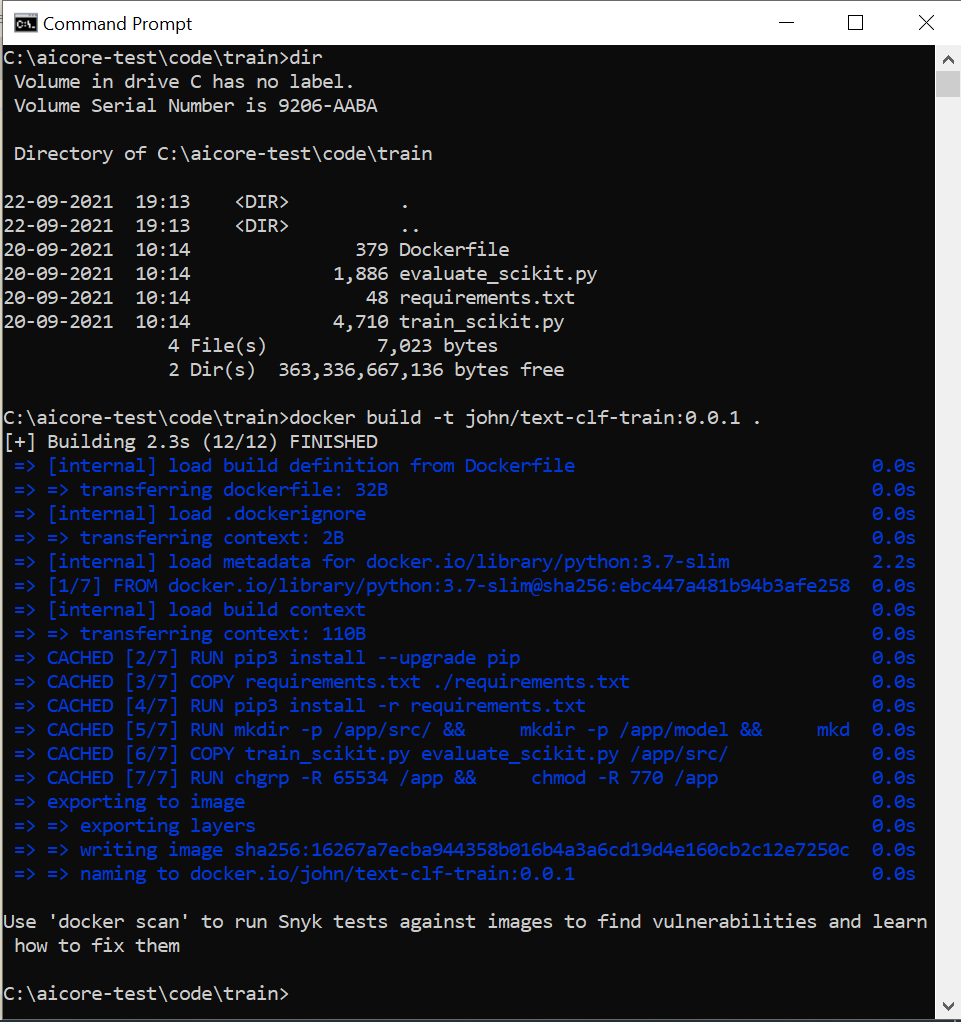 Command Prompt
C:\aicore-test\code\train>dir
 Volume in drive C has no label.
 Volume Serial Number is 9206-AABA

 Directory of C:\aicore-test\code\train

22-09-2021  19:13    <DIR>          .
22-09-2021  19:13    <DIR>          ..
20-09-2021  10:14               379 Dockerfile
20-09-2021  10:14             1,886 evaluate_scikit.py
20-09-2021  10:14                48 requirements.txt
20-09-2021  10:14             4,710 train_scikit.py
               4 File(s)          7,023 bytes
               2 Dir(s)  363,336,667,136 bytes free

C:\aicore-test\code\train>docker build -t john/text-clf-train:0.0.1 .
[+] Building 2.3s (12/12) FINISHED
 => [internal] load build definition from Dockerfile                           0.0s
 => => transferring dockerfile: 32B                                            0.0s
 => [internal] load .dockerignore                                              0.0s
 => => transferring context: 2B                                                0.0s
 => [internal] load metadata for docker.io/library/python:3.7-slim             2.2s
 => [1/7] FROM docker.io/library/python:3.7-slim@sha256:ebc447a481b94b3afe258  0.0s
 => [internal] load build context                                              0.0s
 => => transferring context: 110B                                              0.0s
 => CACHED [2/7] RUN pip3 install --upgrade pip                                0.0s
 => CACHED [3/7] COPY requirements.txt ./requirements.txt                      0.0s
 => CACHED [4/7] RUN pip3 install -r requirements.txt                          0.0s
 => CACHED [5/7] RUN mkdir -p /app/src/ &&     mkdir -p /app/model &&     mkd  0.0s
 => CACHED [6/7] COPY train_scikit.py evaluate_scikit.py /app/src/             0.0s
 => CACHED [7/7] RUN chgrp -R 65534 /app &&     chmod -R 770 /app              0.0s
 => exporting to image                                                         0.0s
 => => exporting layers                                                        0.0s
 => => writing image sha256:16267a7ecba944358b016b4a3a6cd19d4e160cb2c12e7250c  0.0s
 => => naming to docker.io/john/text-clf-train:0.0.1                           0.0s

Use 'docker scan' to run Snyk tests against images to find vulnerabilities and learn
 how to fix them

C:\aicore-test\code\train>